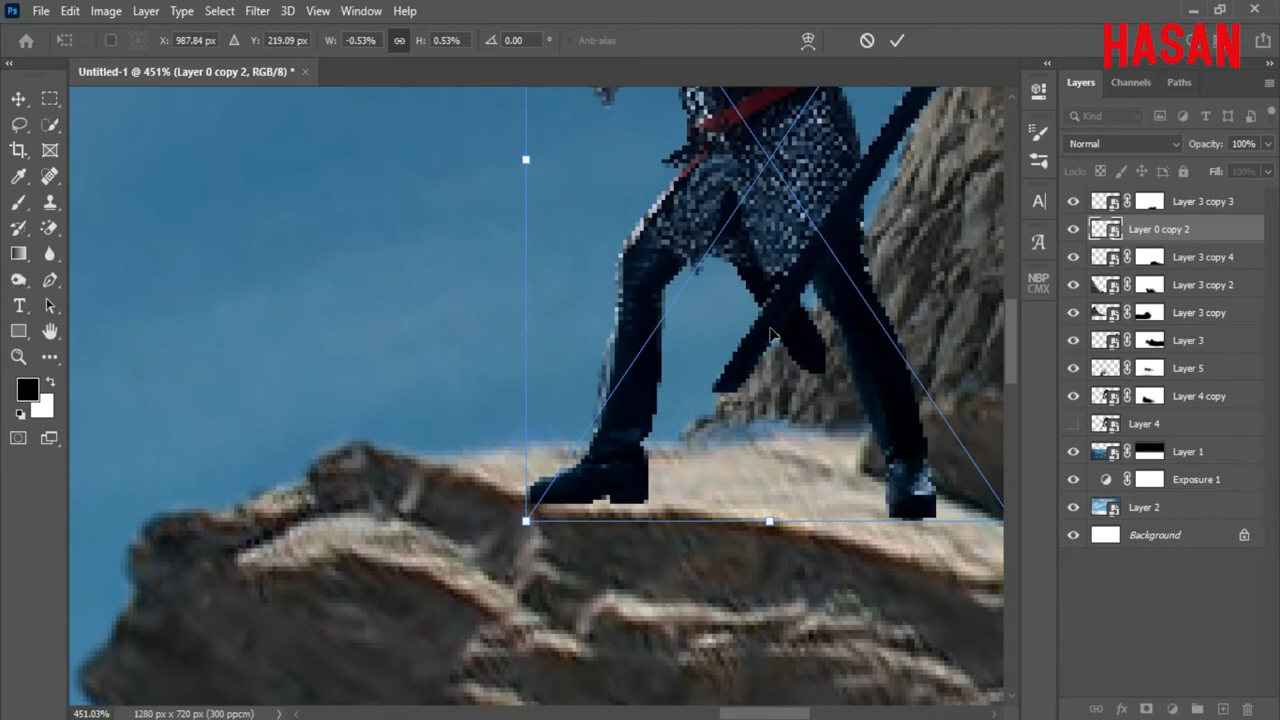 Ps File Edit Image Layer Type Select Filter 3D View Window Help
X: 987.84 px Y: 219.09 px W: -0.53% H: 0.53% 0.00 ° Anti-alias
HASAN
Untitled-1 @ 451% (Layer 0 copy 2, RGB/8) * ×
Layers Channels Paths
Kind
Normal Opacity: 100%
Lock: Fill: 100%
Layer 3 copy 3
Layer 0 copy 2
Layer 3 copy 4
Layer 3 copy 2
Layer 3 copy
Layer 3
Layer 5
Layer 4 copy
Layer 4
Layer 1
Exposure 1
Layer 2
Background
A|
A
NBP
CMX
T
fx
451.03% 1280 px x 720 px (300 ppcm)